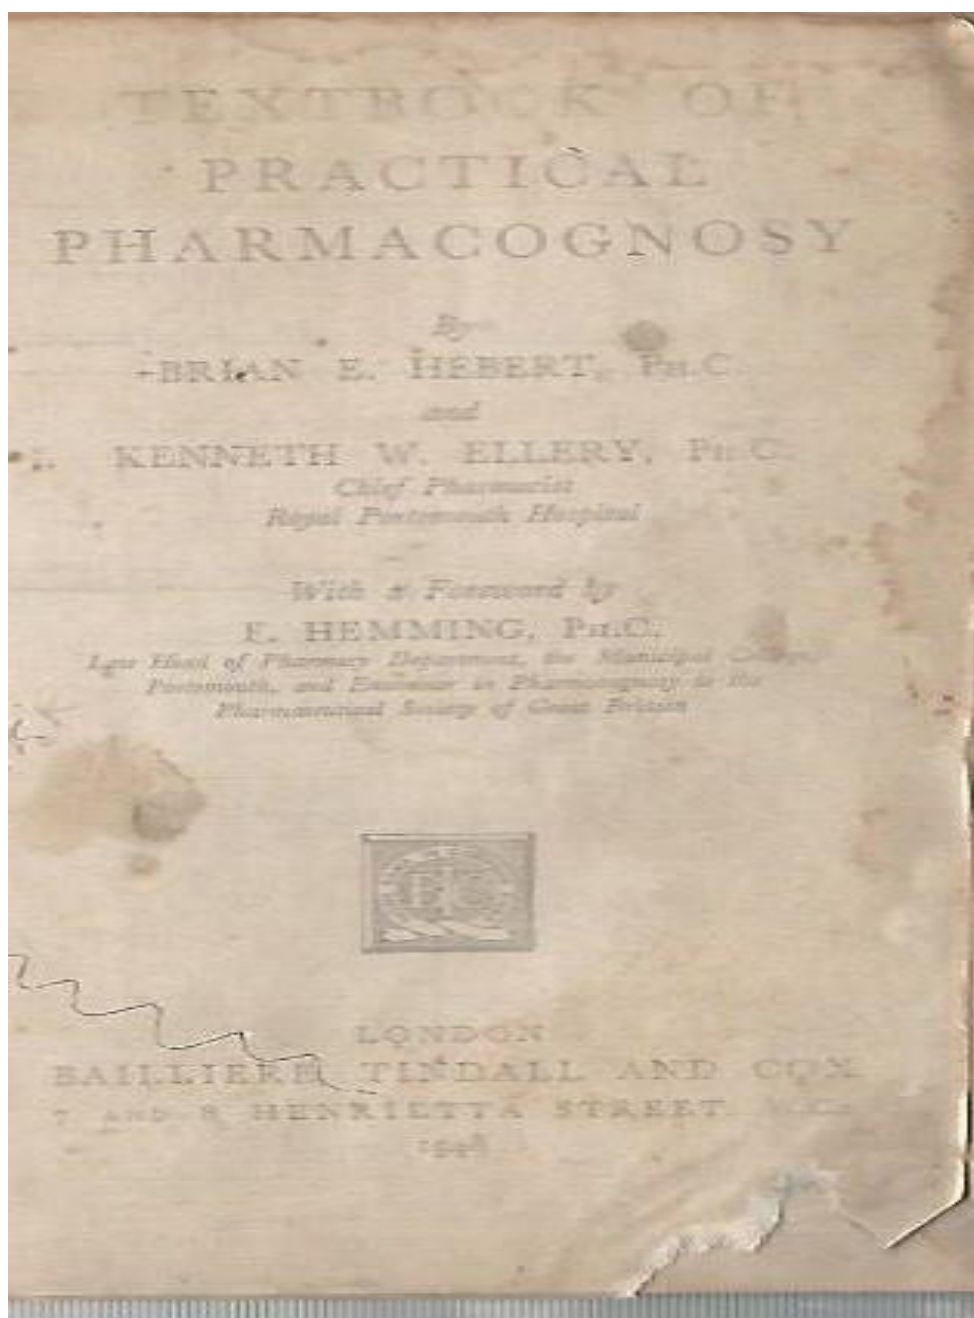 TEXTBOOK OF
PRACTICAL
PHARMACOGNOSY
By
BRIAN E. HEBERT, PH.C.
and
KENNETH W. ELLERY, PH.C.
Chief Pharmacist
Royal Portsmouth Hospital
With a Foreword by
E. HEMMING, PH.C.
Late Head of Pharmacy Department, the Municipal College
Portsmouth, and Examiner in Pharmacognosy to the
Pharmaceutical Society of Great Britain
LONDON
BAILLIERE TINDALL AND COX
7 AND 8 HENRIETTA STREET